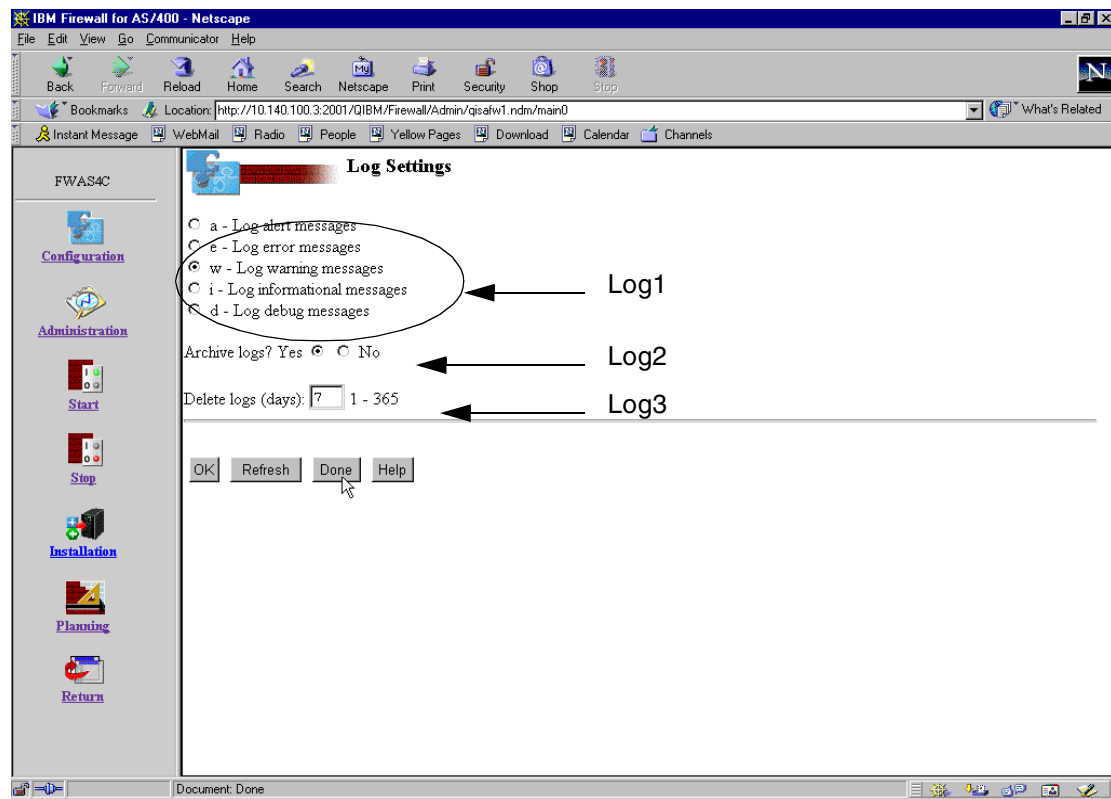 IBM Firewall for AS/400 - Netscape
File Edit View Go Communicator Help
Back Forward Reload Home Search Netscape Print Security Shop Stop
My
N
Bookmarks Location: http://10.140.100.3:2001/QIBM/Firewall/Admin/qisafw1.ndm/main0 What's Related
Instant Message WebMail Radio People Yellow Pages Download Calendar Channels
FWAS4C
Configuration
Administration
Start
Stop
Installation
Planning
Return
Log Settings
a - Log alert messages
e - Log error messages
w - Log warning messages
i - Log informational messages
d - Log debug messages
Log1
Archive logs? Yes No
Log2
Delete logs (days): 7 1 - 365
Log3
OK Refresh Done Help
Document: Done